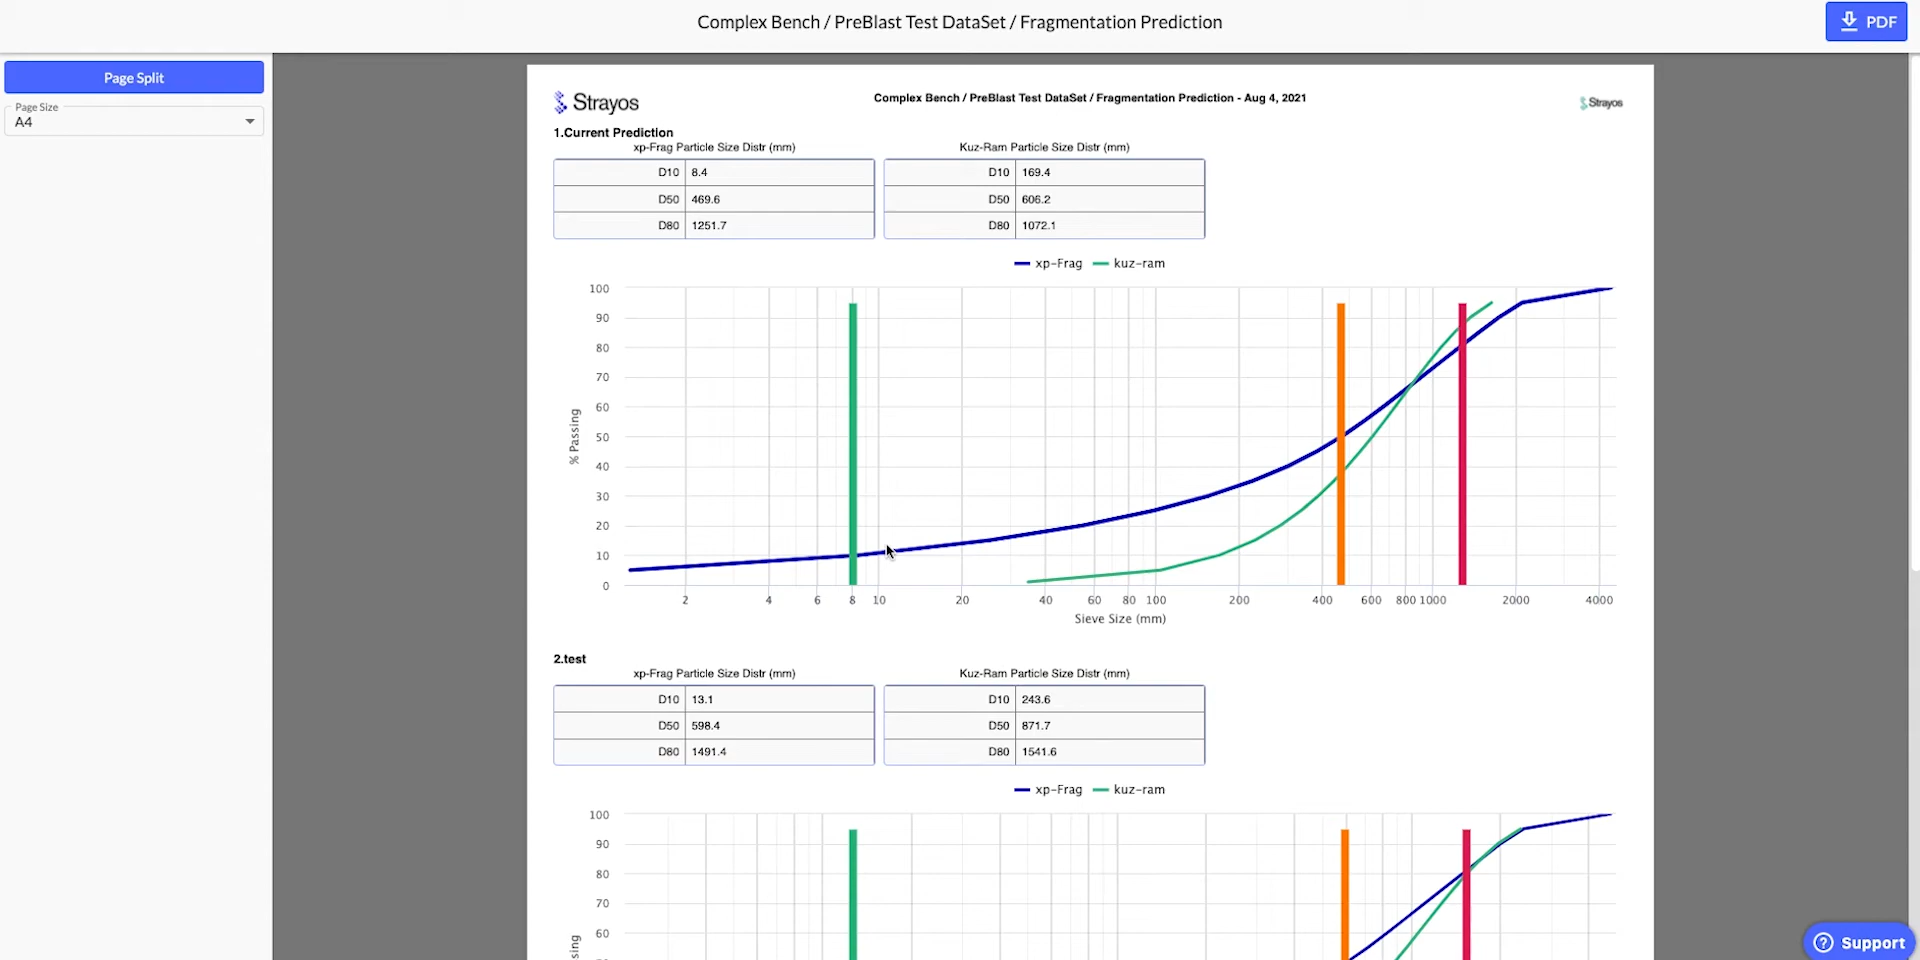 Complex Bench / PreBlast Test DataSet / Fragmentation Prediction
PDF
Page Split
Page Size
A4
Strayos
Complex Bench / PreBlast Test DataSet / Fragmentation Prediction - Aug 4, 2021
Strayos
1.Current Prediction
xp-Frag Particle Size Distr (mm)
D10 8.4
D50 469.6
D80 1251.7
Kuz-Ram Particle Size Distr (mm)
D10 169.4
D50 606.2
D80 1072.1
xp-Frag kuz-ram
100
90
80
70
60
50
40
30
20
10
0
% Passing
2 4 6 8 10 20 40 60 80 100 200 400 600 800 1000 2000 4000
Sieve Size (mm)
2.test
xp-Frag Particle Size Distr (mm)
D10 13.1
D50 598.4
D80 1491.4
Kuz-Ram Particle Size Distr (mm)
D10 243.6
D50 871.7
D80 1541.6
xp-Frag kuz-ram
100
90
80
70
60
Support